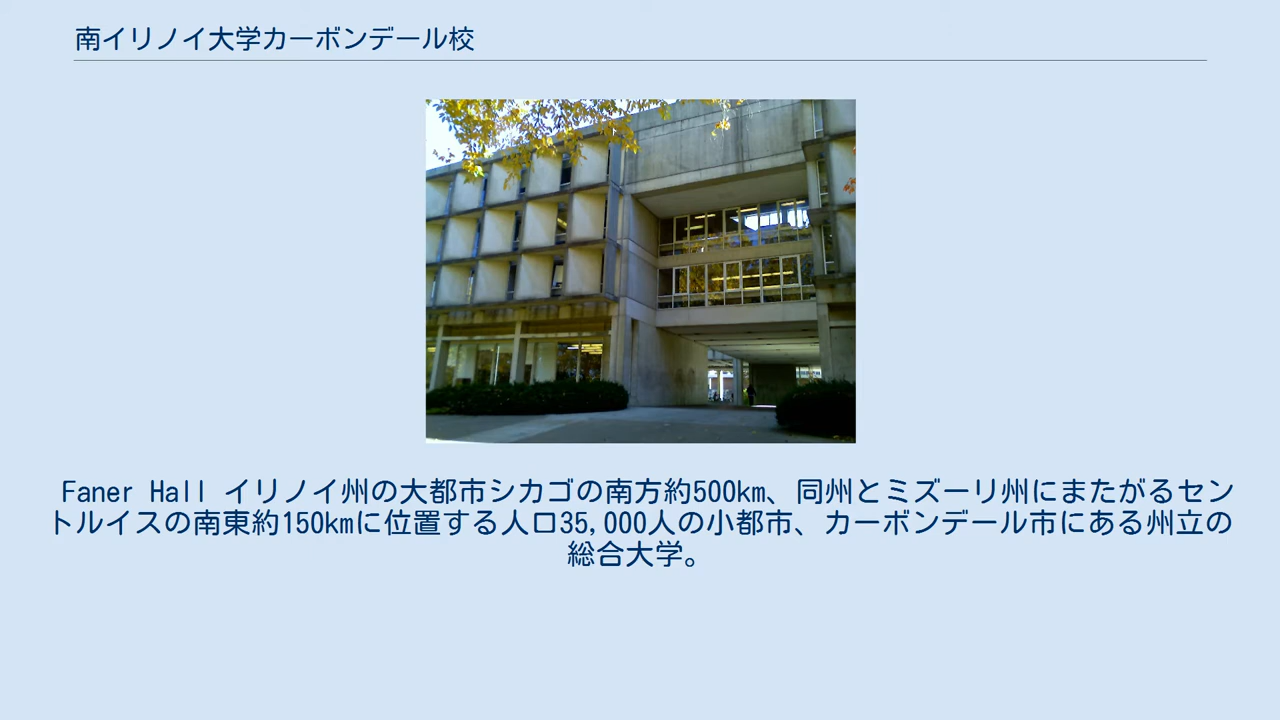 南イリノイ大学カーボンデール校
Faner Hall イリノイ州の大都市シカゴの南方約500km、同州とミズーリ州にまたがるセン
トルイスの南東約150kmに位置する人口35,000人の小都市、カーボンデール市にある州立の
総合大学。